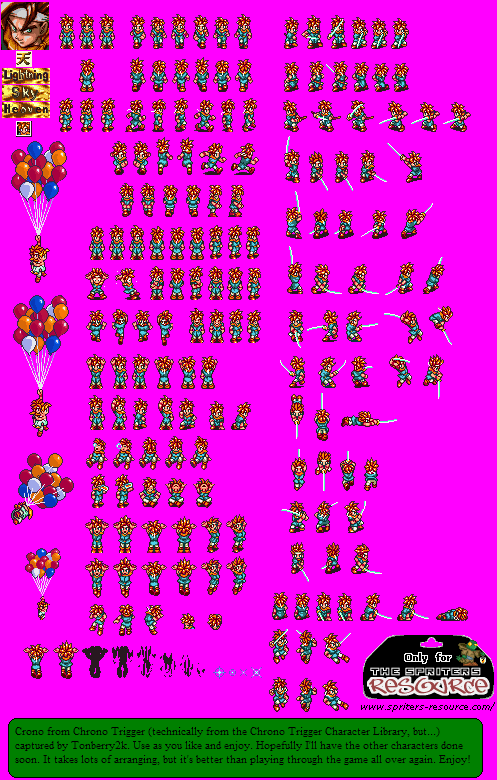 天
Lightning
Sky
Heaven
天
Only for
THE SPRITERS
RESOURCE
www.spriters-resource.com/
Crono from Chrono Trigger (technically from the Chrono Trigger Character Library, but...)
captured by Tonberry2k. Use as you like and enjoy. Hopefully I'll have the other characters done
soon. It takes lots of arranging, but it's better than playing through the game all over again. Enjoy!